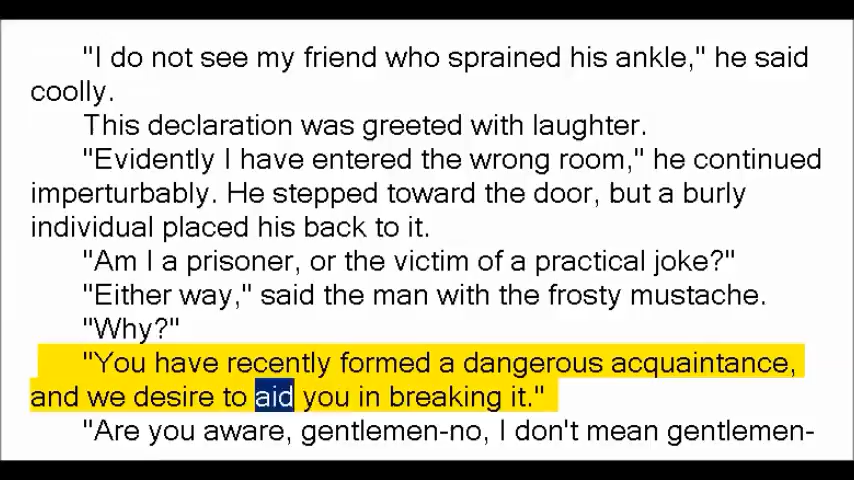 "I do not see my friend who sprained his ankle," he said
coolly.
This declaration was greeted with laughter.
"Evidently I have entered the wrong room," he continued
imperturbably. He stepped toward the door, but a burly
individual placed his back to it.
"Am I a prisoner, or the victim of a practical joke?"
"Either way," said the man with the frosty mustache.
"Why?"
"You have recently formed a dangerous acquaintance,
and we desire to aid you in breaking it."
"Are you aware, gentlemen-no, I don't mean gentlemen-